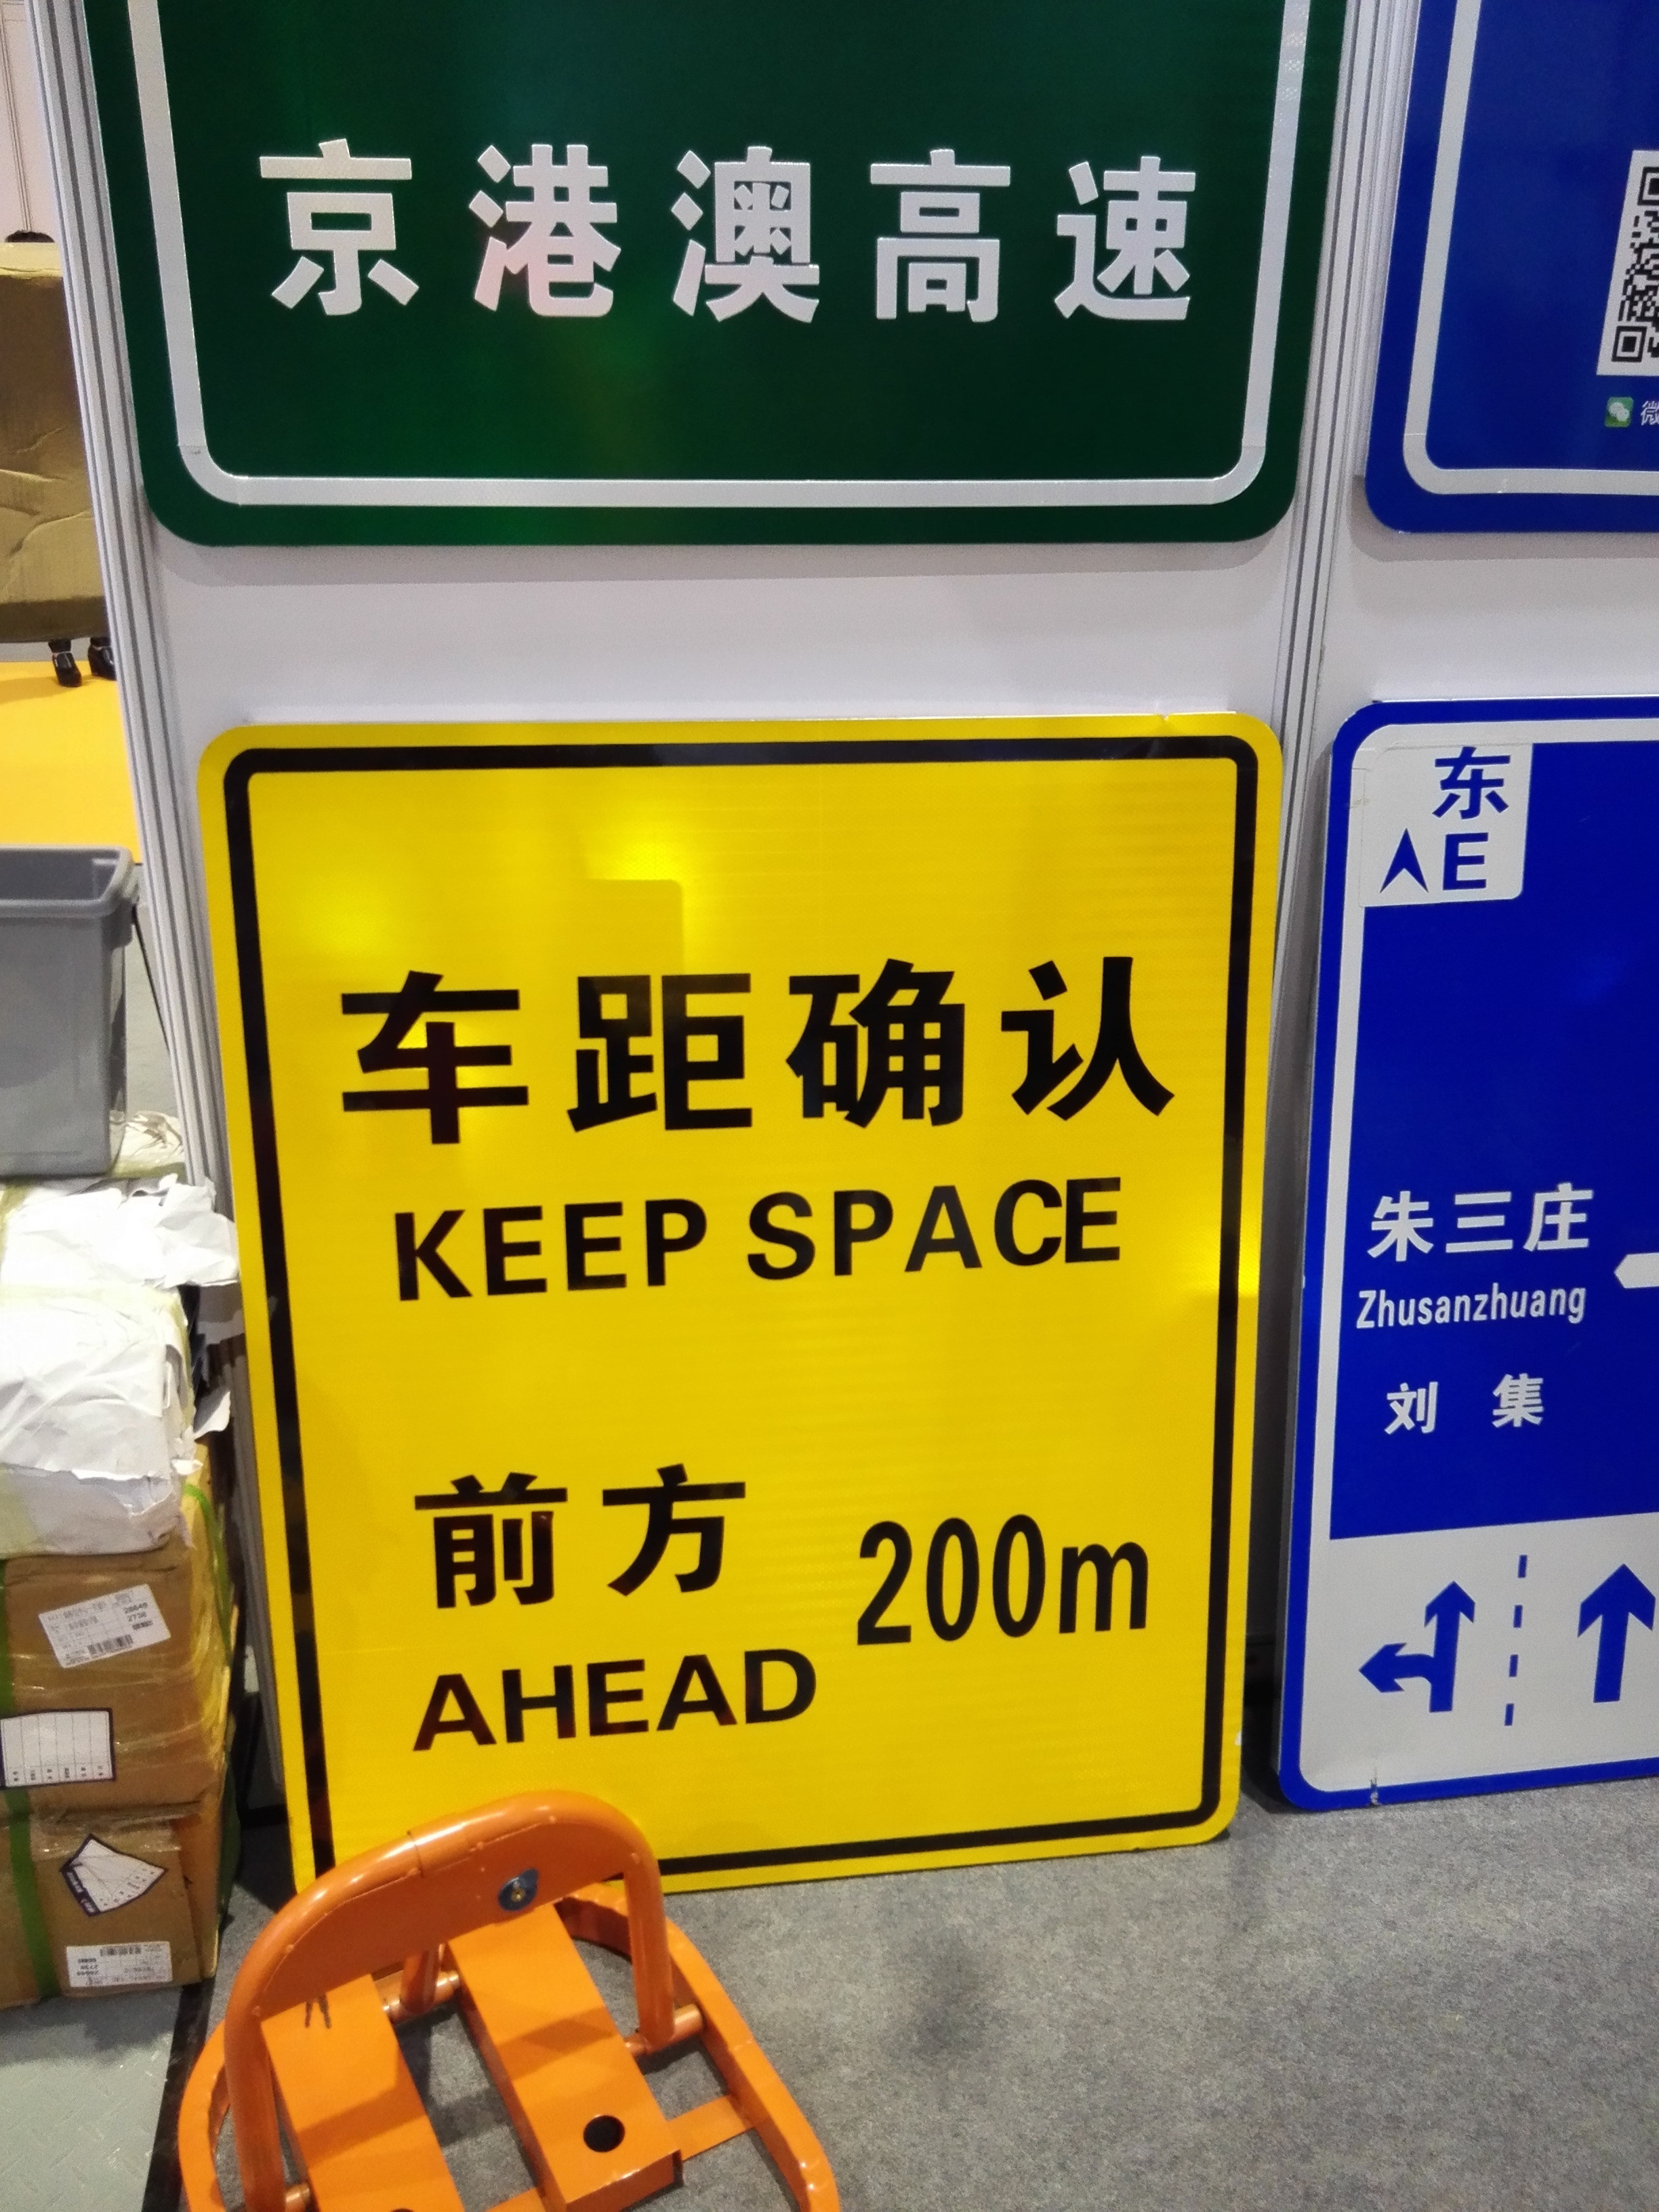 京港澳高速
微
车距确认
KEEP SPACE
前方 200m
AHEAD
东
E
朱三庄
Zhusanzhuang
刘 集